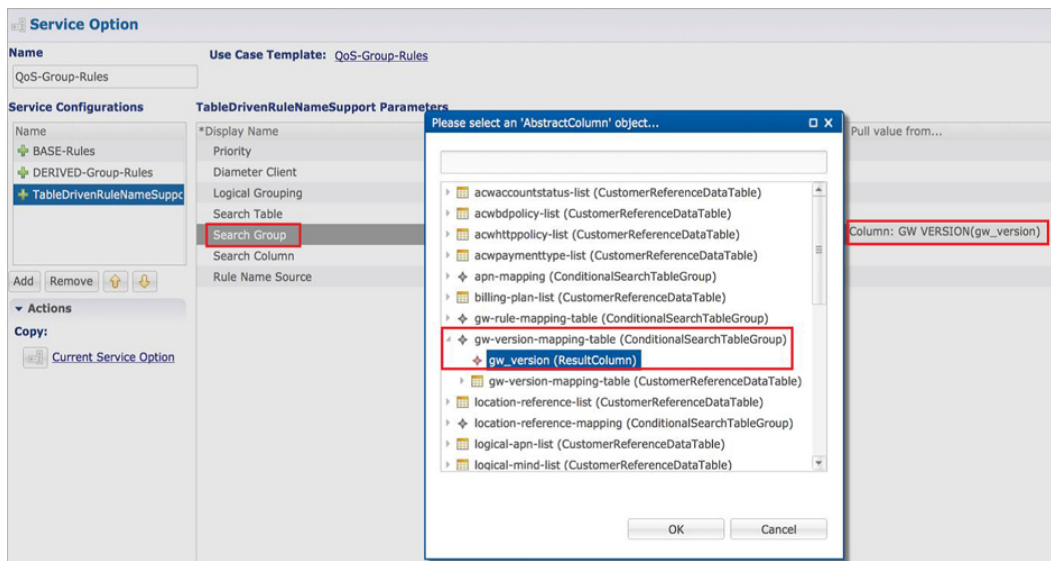 Service Option
Name
Use Case Template: QoS-Group-Rules
QoS-Group-Rules
Service Configurations
Name
BASE-Rules
DERIVED-Group-Rules
TableDrivenRuleNameSuppc
Add Remove
Actions
Copy:
Current Service Option
TableDrivenRuleNameSupport Parameters
*Display Name
Pull value from...
Priority
Diameter Client
Logical Grouping
Search Table
Search Group
Column: GW VERSION(gw_version)
Search Column
Rule Name Source
Please select an 'AbstractColumn' object...
acwaccountstatus-list (CustomerReferenceDataTable)
acwbdpolicy-list (CustomerReferenceDataTable)
acwhttppolicy-list (CustomerReferenceDataTable)
acwpaymenttype-list (CustomerReferenceDataTable)
apn-mapping (ConditionalSearchTableGroup)
billing-plan-list (CustomerReferenceDataTable)
gw-rule-mapping-table (ConditionalSearchTableGroup)
gw-version-mapping-table (ConditionalSearchTableGroup)
gw_version (ResultColumn)
gw-version-mapping-table (CustomerReferenceDataTable)
location-reference-list (CustomerReferenceDataTable)
location-reference-mapping (ConditionalSearchTableGroup)
logical-apn-list (CustomerReferenceDataTable)
logical-mind-list (CustomerReferenceDataTable)
OK Cancel